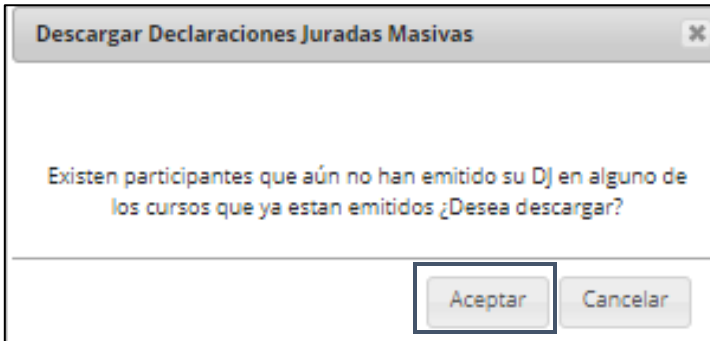 Descargar Declaraciones Juradas Masivas
Existen participantes que aún no han emitido su DJ en alguno de
los cursos que ya estan emitidos ¿Desea descargar?
Aceptar
Cancelar